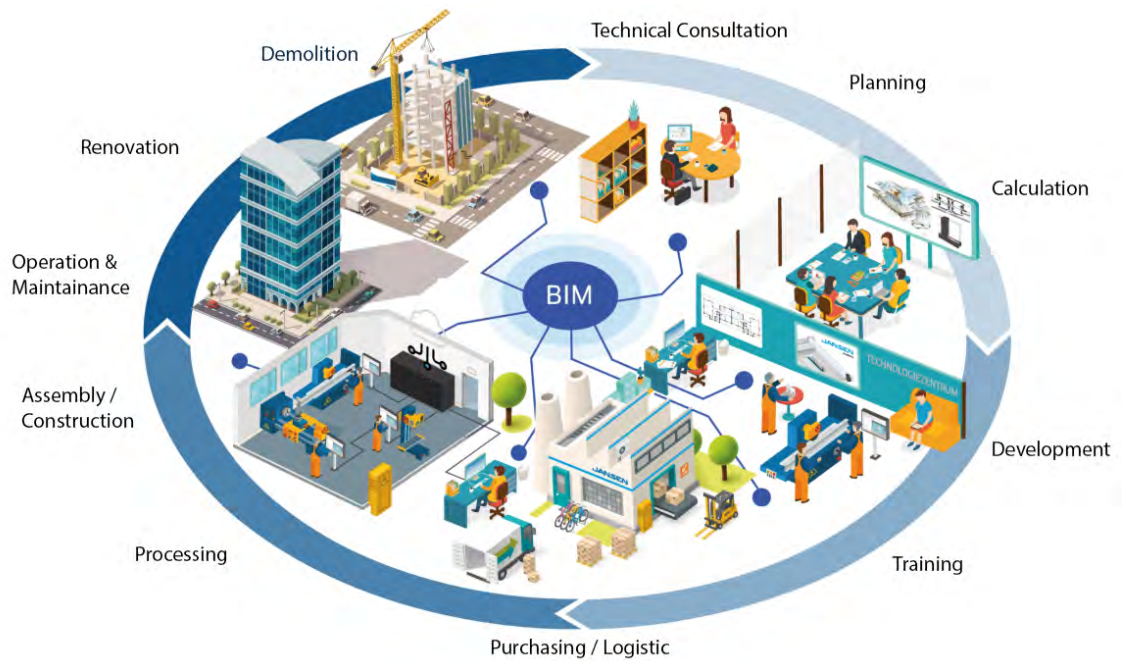 Technical Consultation
Demolition
Planning
Renovation
Calculation
Operation &
Maintainance
BIM
JANSEN
TECHNOLOGIEZENTRUM
Assembly /
Construction
Development
JANSEN
Processing
Training
Purchasing / Logistic